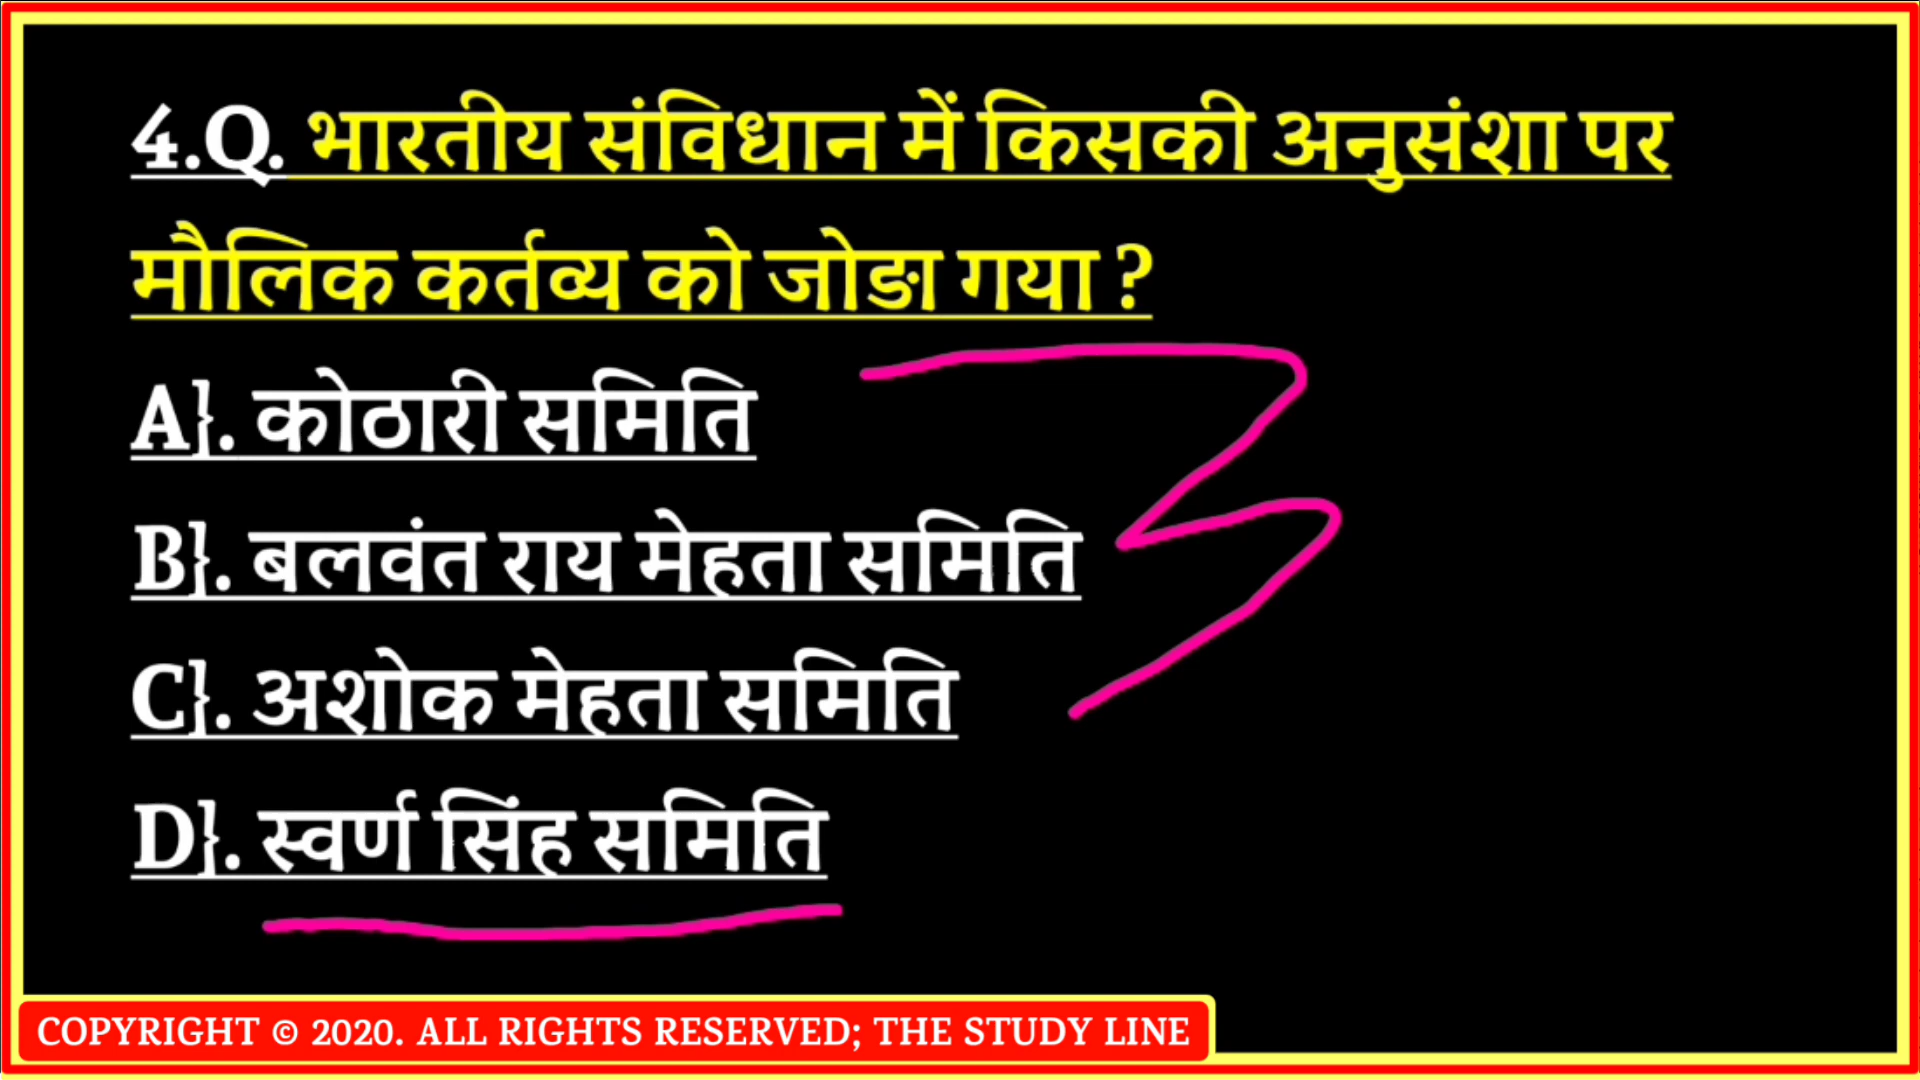 4.Q. भारतीय संविधान में किसकी अनुसंशा पर
मौलिक कर्तव्य को जोङा गया ?
A}. कोठारी समिति
B}. बलवंत राय मेहता समिति
C}. अशोक मेहता समिति
D}. स्वर्ण सिंह समिति
COPYRIGHT © 2020. ALL RIGHTS RESERVED; THE STUDY LINE